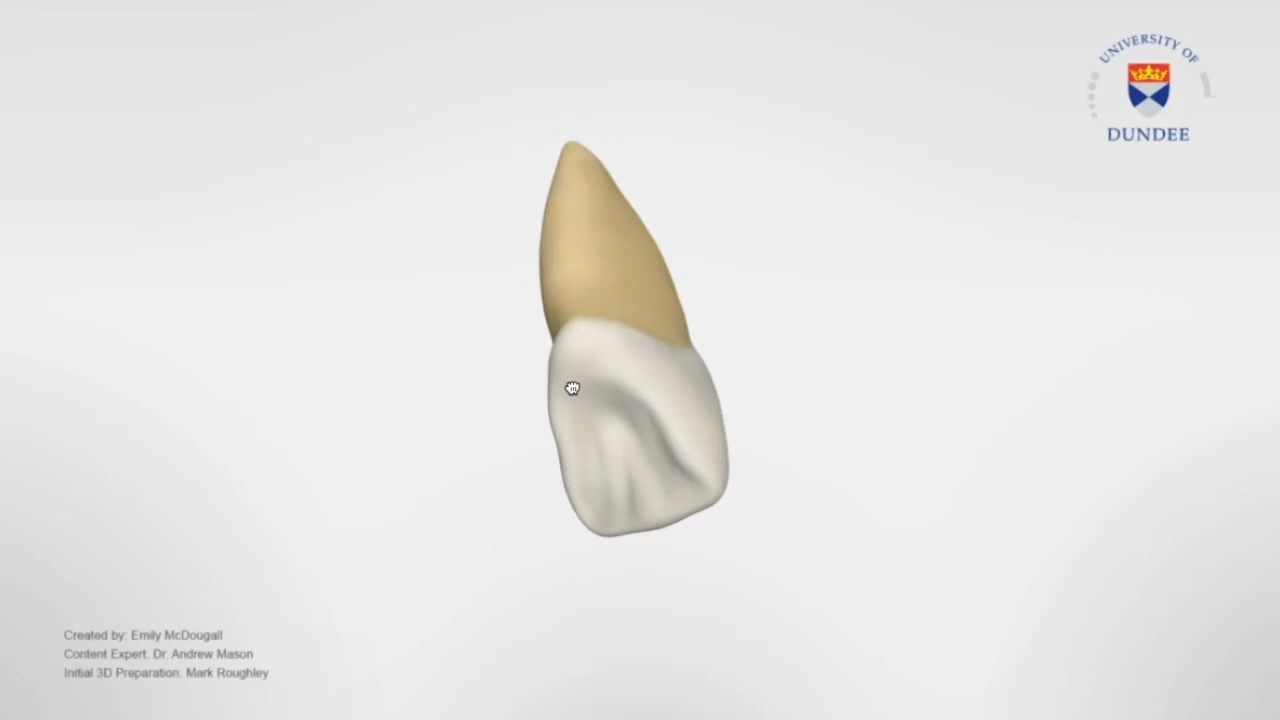 UNIVERSITY OF
DUNDEE
Created by: Emily McDougall
Content Expert: Dr. Andrew Mason
Initial 3D Preparation: Mark Roughley